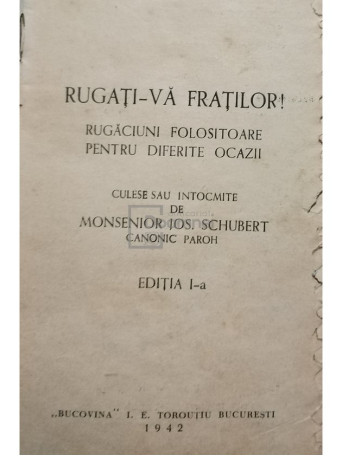 RUGAȚI-VĂ FRAȚILOR!
RUGĂCIUNI FOLOSITOARE
PENTRU DIFERITE OCAZII
CULESE SAU INTOCMITE
DE
MONSENIOR JOS. SCHUBERT
CANONIC PAROH
EDIȚIA I-a
„BUCOVINA" I. E. TOROUȚIU BUCUREȘTI
1942